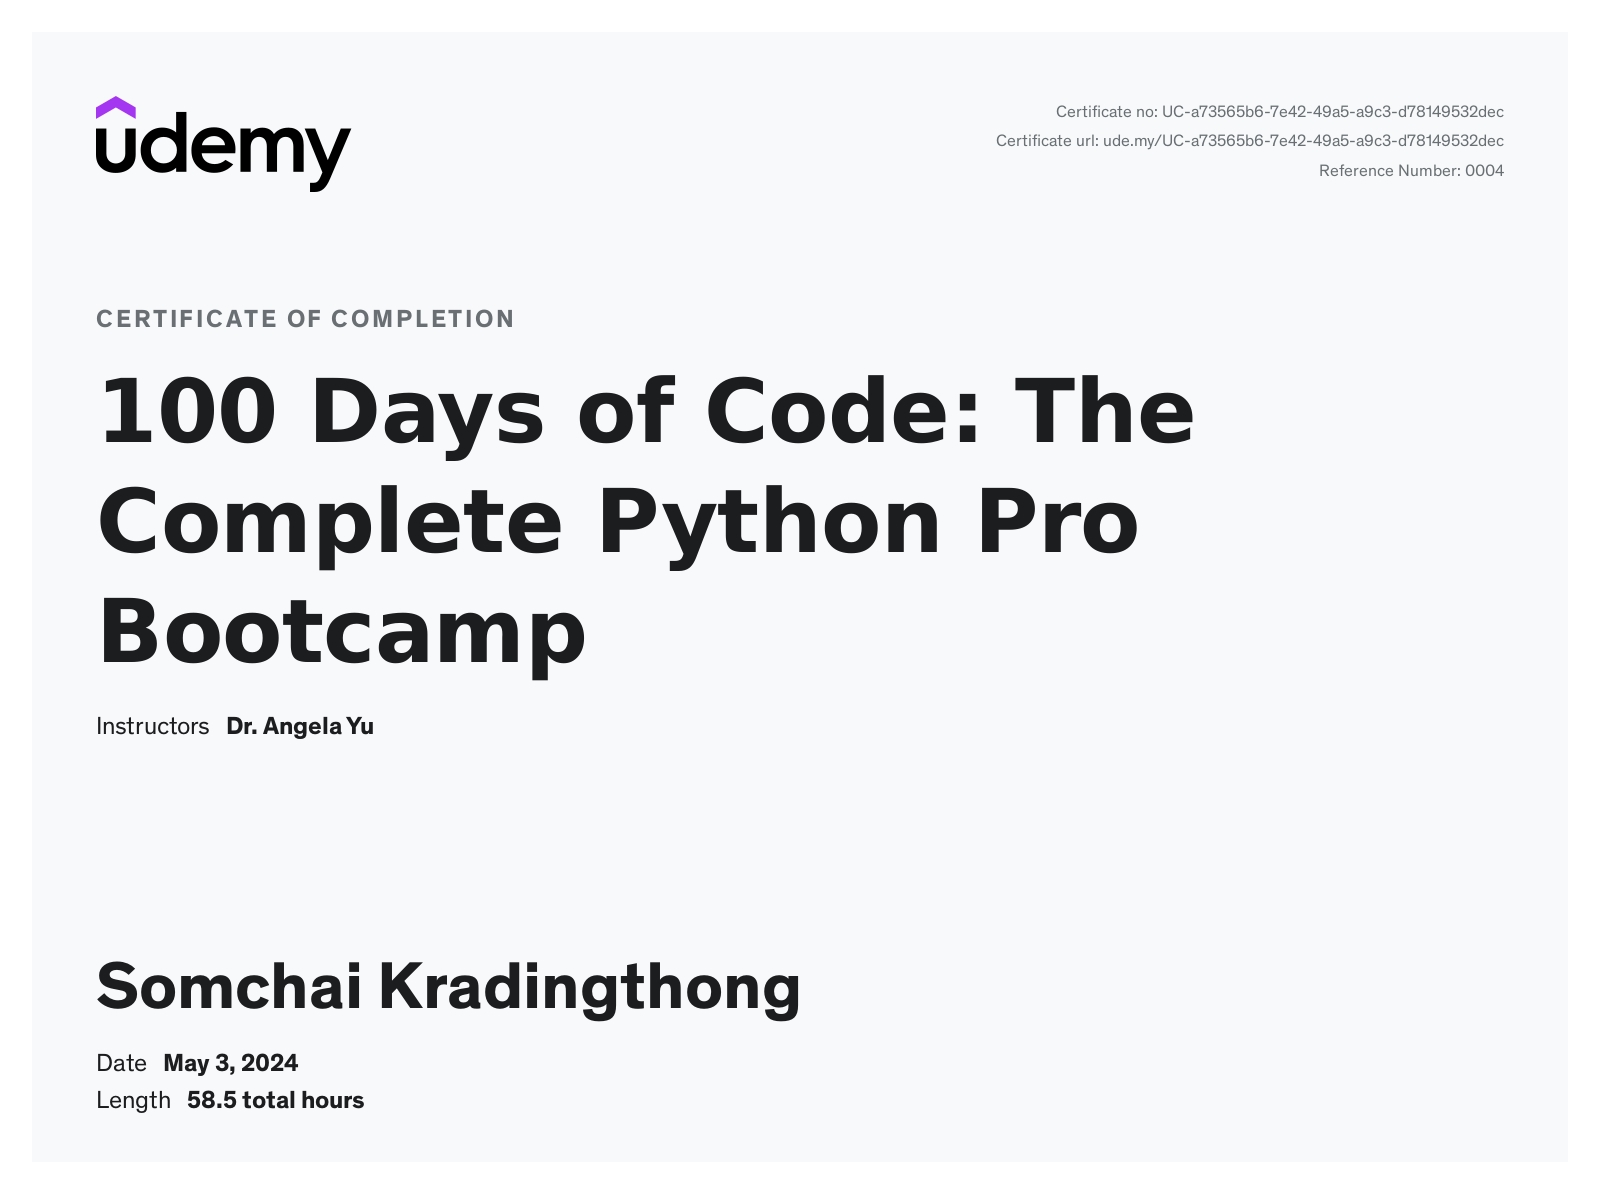 udemy
Certificate no: UC-a73565b6-7e42-49a5-a9c3-d78149532dec
Certificate url: ude.my/UC-a73565b6-7e42-49a5-a9c3-d78149532dec
Reference Number: 0004
CERTIFICATE OF COMPLETION
100 Days of Code: The
Complete Python Pro
Bootcamp
Instructors Dr. Angela Yu
Somchai Kradingthong
Date May 3, 2024
Length 58.5 total hours